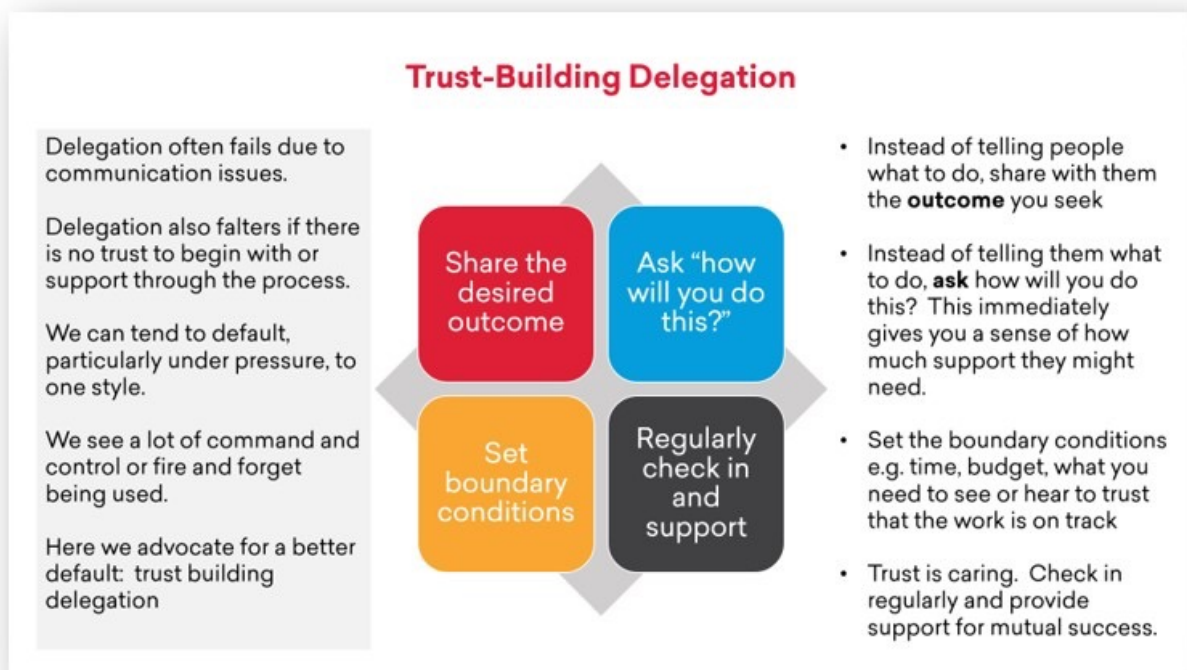 Trust-Building Delegation
Delegation often fails due to
communication issues.
Delegation also falters if there
is no trust to begin with or
support through the process.
We can tend to default,
particularly under pressure, to
one style.
We see a lot of command and
control or fire and forget
being used.
Here we advocate for a better
default:  trust building
delegation
Share the
desired
outcome
Ask “how
will you do
this?”
Set
boundary
conditions
Regularly
check in
and
support
• Instead of telling people
what to do, share with them
the outcome you seek
• Instead of telling them what
to do, ask how will you do
this?  This immediately
gives you a sense of how
much support they might
need.
• Set the boundary conditions
e.g. time, budget, what you
need to see or hear to trust
that the work is on track
• Trust is caring.  Check in
regularly and provide
support for mutual success.